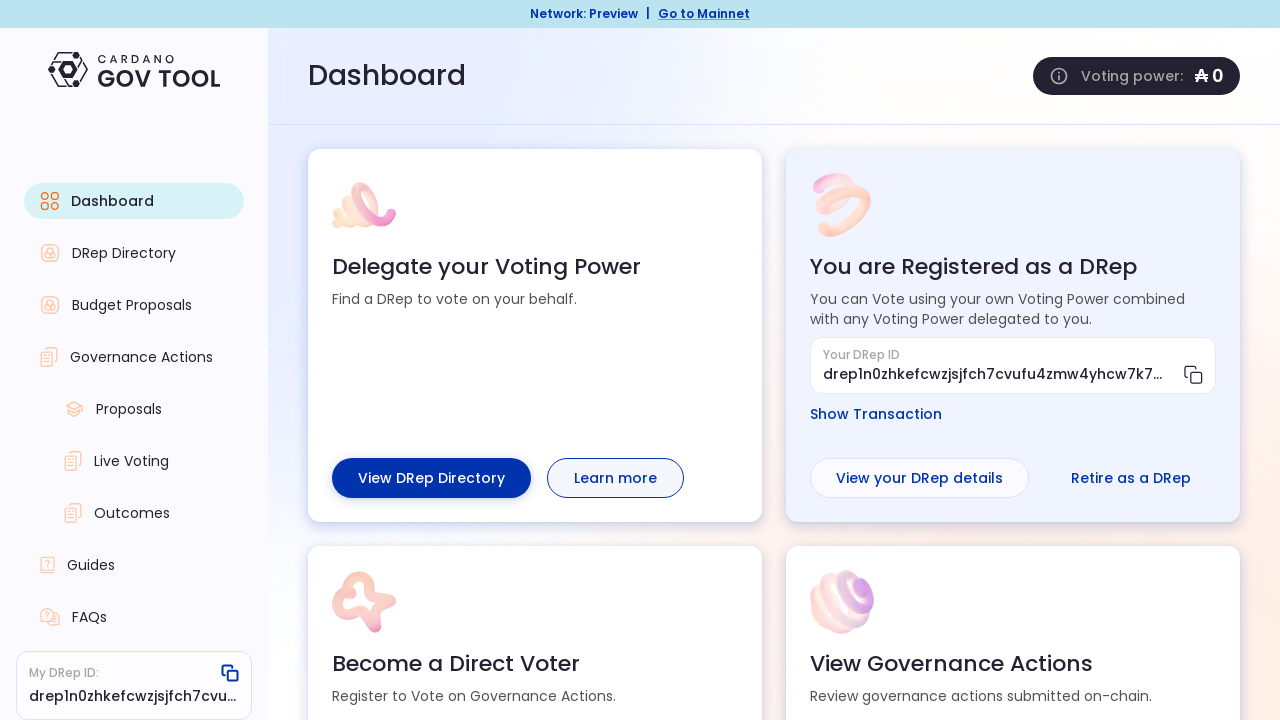 Network: Preview | Go to Mainnet
CARDANO
GOV TOOL
Dashboard
DRep Directory
Budget Proposals
Governance Actions
Proposals
Live Voting
Outcomes
Guides
FAQs
My DRep ID:
drep1n0zhkefcwzjsjfch7cvu...
Dashboard
Voting power: ₳ 0
Delegate your Voting Power
Find a DRep to vote on your behalf.
View DRep Directory
Learn more
You are Registered as a DRep
You can Vote using your own Voting Power combined
with any Voting Power delegated to you.
Your DRep ID
drep1n0zhkefcwzjsjfch7cvufu4zmw4yhcw7k7...
Show Transaction
View your DRep details
Retire as a DRep
Become a Direct Voter
Register to Vote on Governance Actions.
View Governance Actions
Review governance actions submitted on-chain.